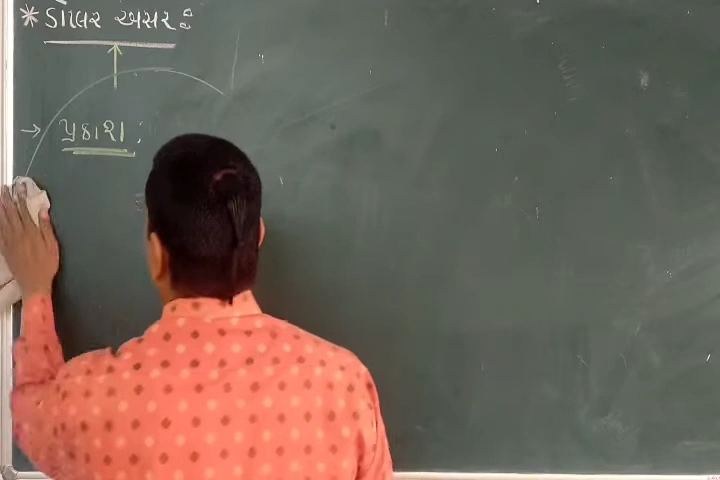 * ડોપ્લર અસર :
→ પ્રકાશ :